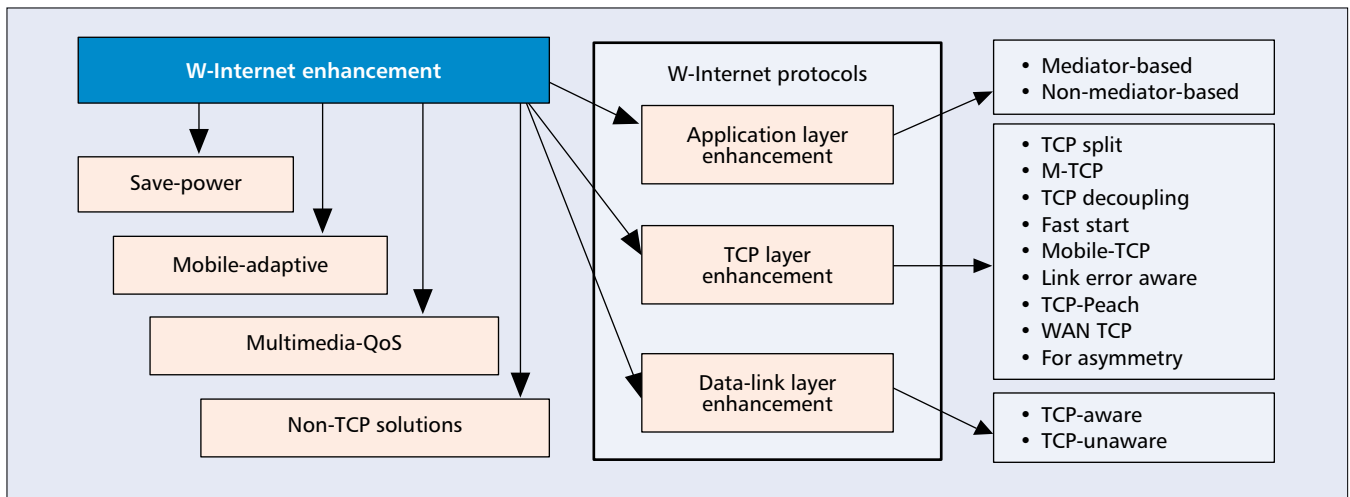 W-Internet enhancement
Save-power
Mobile-adaptive
Multimedia-QoS
Non-TCP solutions
W-Internet protocols
Application layer
enhancement
TCP layer
enhancement
Data-link layer
enhancement
• Mediator-based
• Non-mediator-based
• TCP split
• M-TCP
• TCP decoupling
• Fast start
• Mobile-TCP
• Link error aware
• TCP-Peach
• WAN TCP
• For asymmetry
• TCP-aware
• TCP-unaware